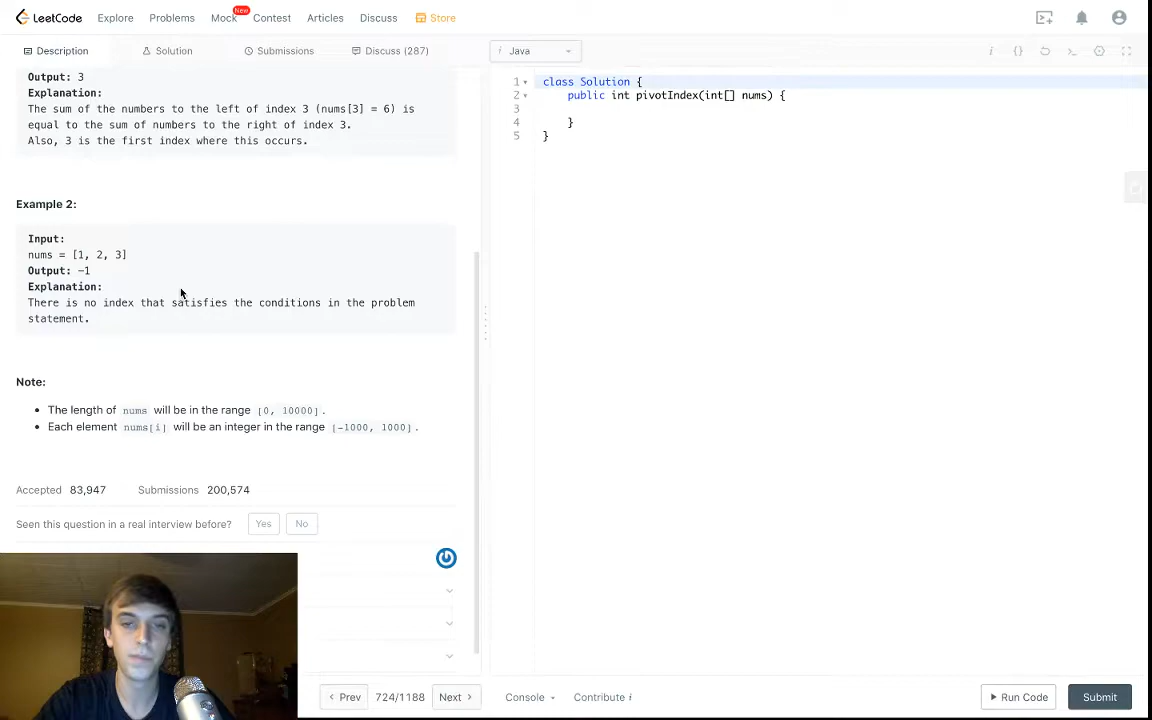 LeetCode Explore Problems Mock New Contest Articles Discuss Store
Description Solution Submissions Discuss (287)
Output: 3
Explanation:
The sum of the numbers to the left of index 3 (nums[3] = 6) is
equal to the sum of numbers to the right of index 3.
Also, 3 is the first index where this occurs.
Example 2:
Input:
nums = [1, 2, 3]
Output: -1
Explanation:
There is no index that satisfies the conditions in the problem
statement.
Note:
The length of nums will be in the range [0, 10000].
Each element nums[i] will be an integer in the range [-1000, 1000].
Accepted 83,947 Submissions 200,574
Seen this question in a real interview before? Yes No
Prev 724/1188 Next
i Java
1 class Solution {
2 public int pivotIndex(int[] nums) {
3
4 }
5 }
Console Contribute i Run Code Submit